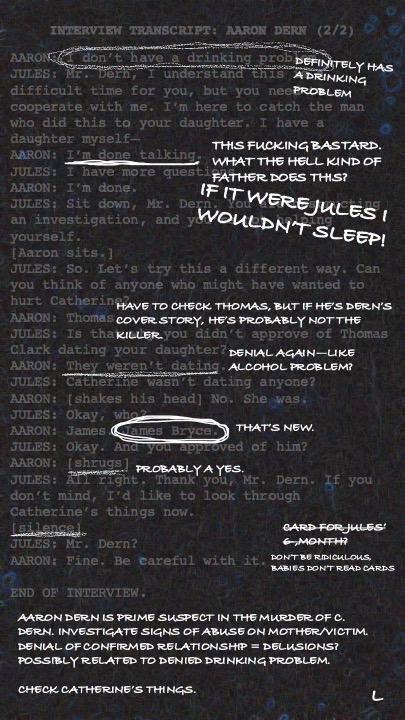 INTERVIEW TRANSCRIPT: AARON DERN (2/2)
AARON: I don't have a drinking prob
DEFINITELY HAS
A DRINKING
PROBLEM
JULES: Mr. Dern, I understand this
difficult time for you, but you nee
cooperate with me. I'm here to catch the man
who did this to your daughter. I have a
daughter myself—
AARON: I'm done talking.
THIS FUCKING BASTARD.
WHAT THE HELL KIND OF
FATHER DOES THIS?
JULES: I have more questions
AARON: I'm done.
IF IT WERE JULES I
WOULDN'T SLEEP!
JULES: Sit down, Mr. Dern. You
an investigation, and you helping
yourself.
[Aaron sits.]
JULES: So. Let's try this a different way. Can
you think of anyone who might have wanted to
hurt Catherine?
HAVE TO CHECK THOMAS, BUT IF HE'S DERN'S
COVER STORY, HE'S PROBABLY NOT THE
KILLER.
AARON: Thomas
JULES: Is tha you didn't approve of Thomas
Clark dating your daughter?
DENIAL AGAIN—LIKE
ALCOHOL PROBLEM?
AARON: They weren't dating.
JULES: Catherine wasn't dating anyone?
AARON: [shakes his head] No. She was.
JULES: Okay, who?
AARON: James. James Bryce.
THAT'S NEW.
JULES: Okay. And you approved of him?
AARON: [shrugs]
PROBABLY A YES.
JULES: All right. Thank you, Mr. Dern. If you
don't mind, I'd like to look through
Catherine's things now.
[silence]
CARD FOR JULES'
6 MONTH?
JULES: Mr. Dern?
DON'T BE RIDICULOUS,
BABIES DON'T READ CARDS
AARON: Fine. Be careful with it.
END OF INTERVIEW.
AARON DERN IS PRIME SUSPECT IN THE MURDER OF C.
DERN. INVESTIGATE SIGNS OF ABUSE ON MOTHER/VICTIM.
DENIAL OF CONFIRMED RELATIONSHIP = DELUSIONS?
POSSIBLY RELATED TO DENIED DRINKING PROBLEM.
CHECK CATHERINE'S THINGS.
L